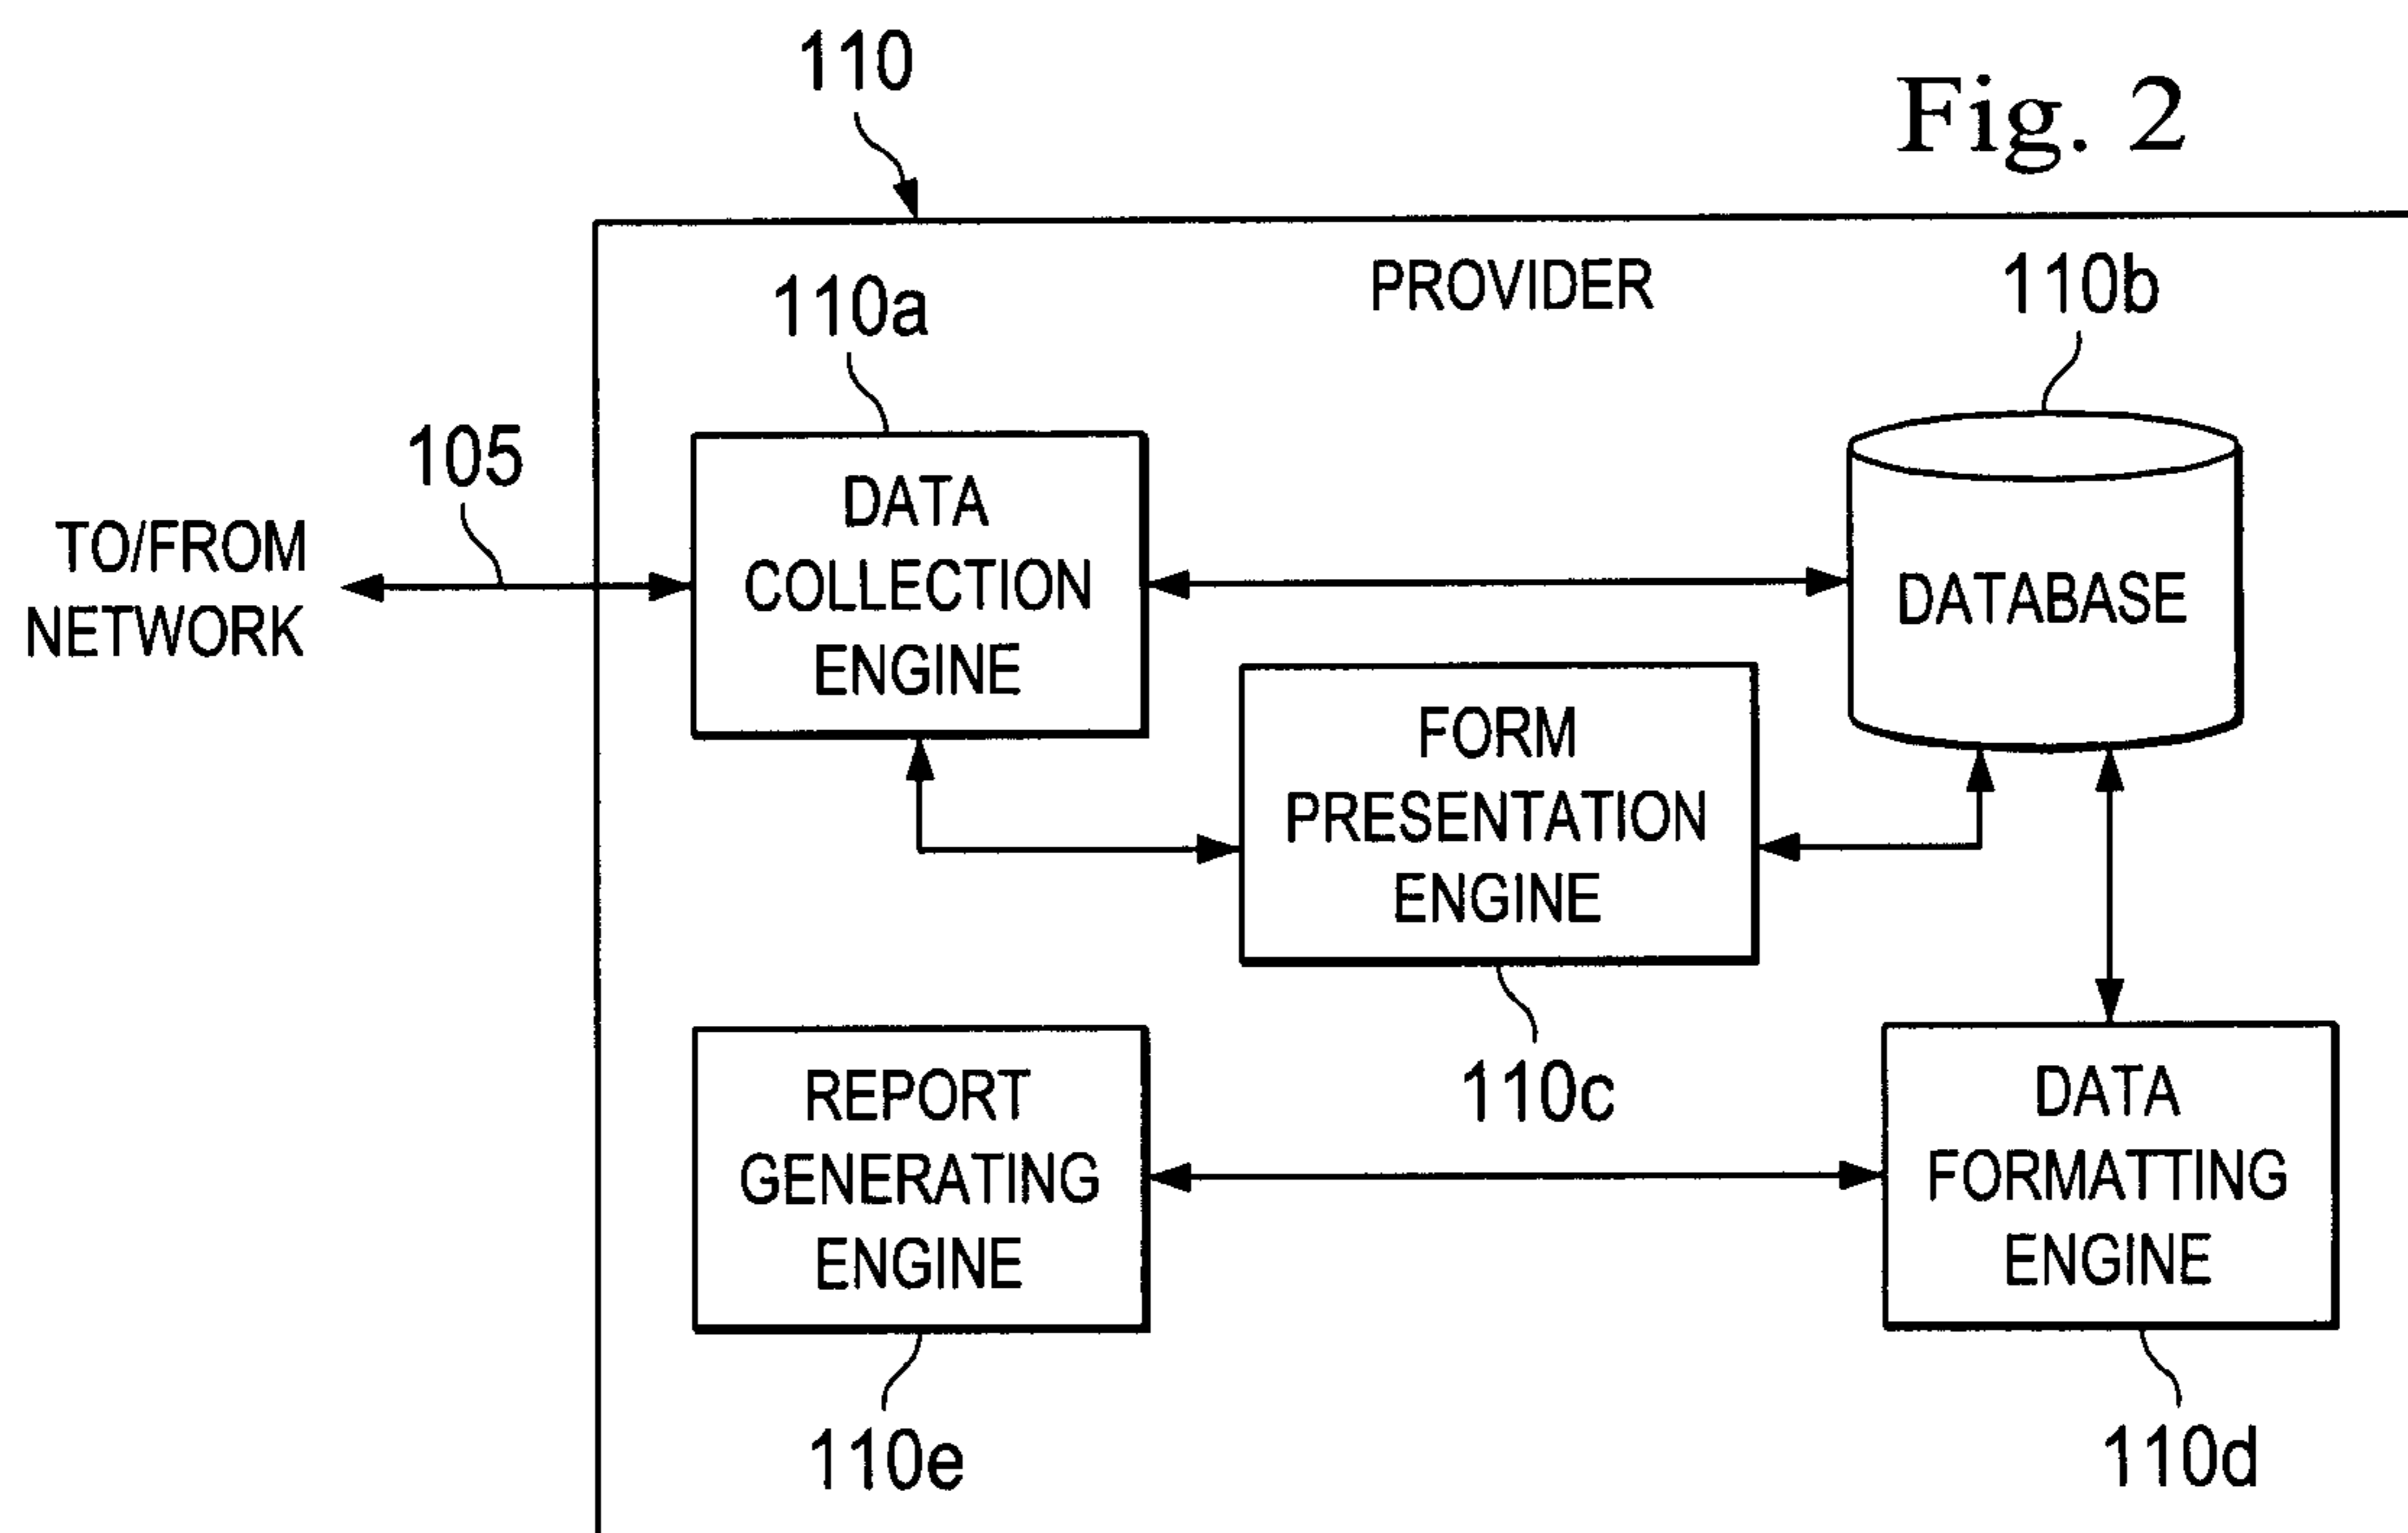 110
Fig. 2
PROVIDER
110a
110b
105
TO/FROM
NETWORK
DATA
COLLECTION
ENGINE
DATABASE
FORM
PRESENTATION
ENGINE
110c
REPORT
GENERATING
ENGINE
DATA
FORMATTING
ENGINE
110e
110d